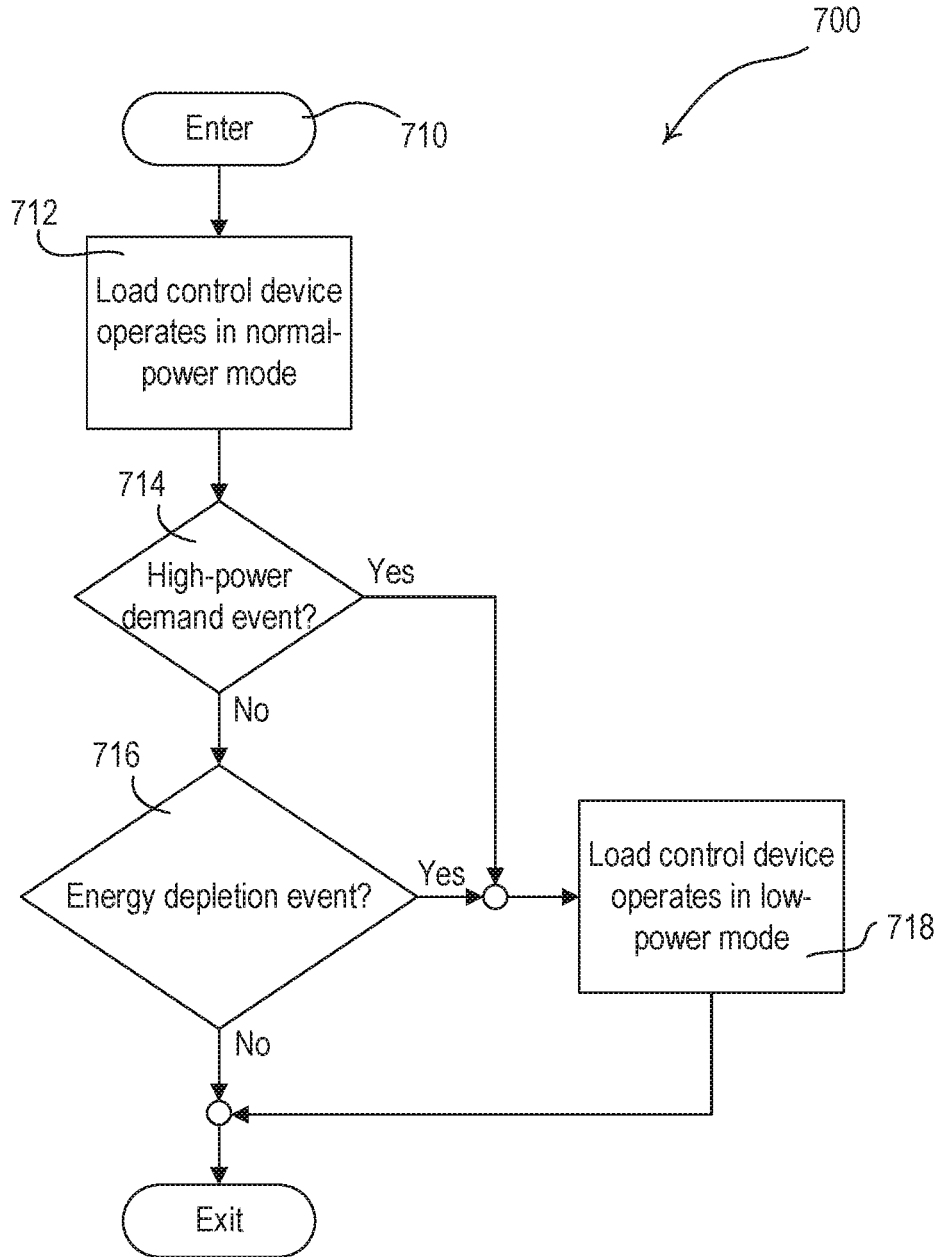 700
Enter
710
712
Load control device
operates in normal-
power mode
714
High-power
demand event?
Yes
No
716
Energy depletion event?
Yes
Load control device
operates in low-
power mode
718
No
Exit